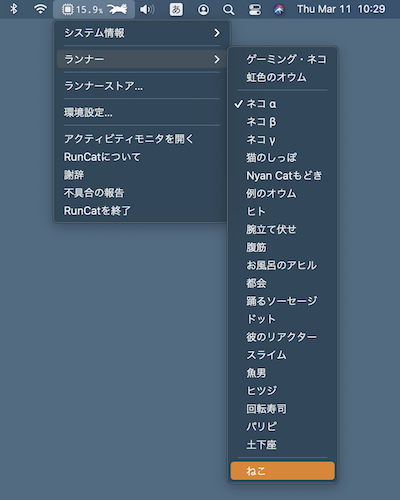 15.9%
あ
Thu Mar 11 10:29
システム情報
ランナー
ランナーストア...
環境設定...
アクティビティモニタを開く
RunCatについて
謝辞
不具合の報告
RunCatを終了
ゲーミング・ネコ
虹色のオウム
ネコ α
ネコ β
ネコ γ
猫のしっぽ
Nyan Catもどき
例のオウム
ヒト
腕立て伏せ
腹筋
お風呂のアヒル
都会
踊るソーセージ
ドット
彼のリアクター
スライム
魚男
ヒツジ
回転寿司
パリピ
土下座
ねこ